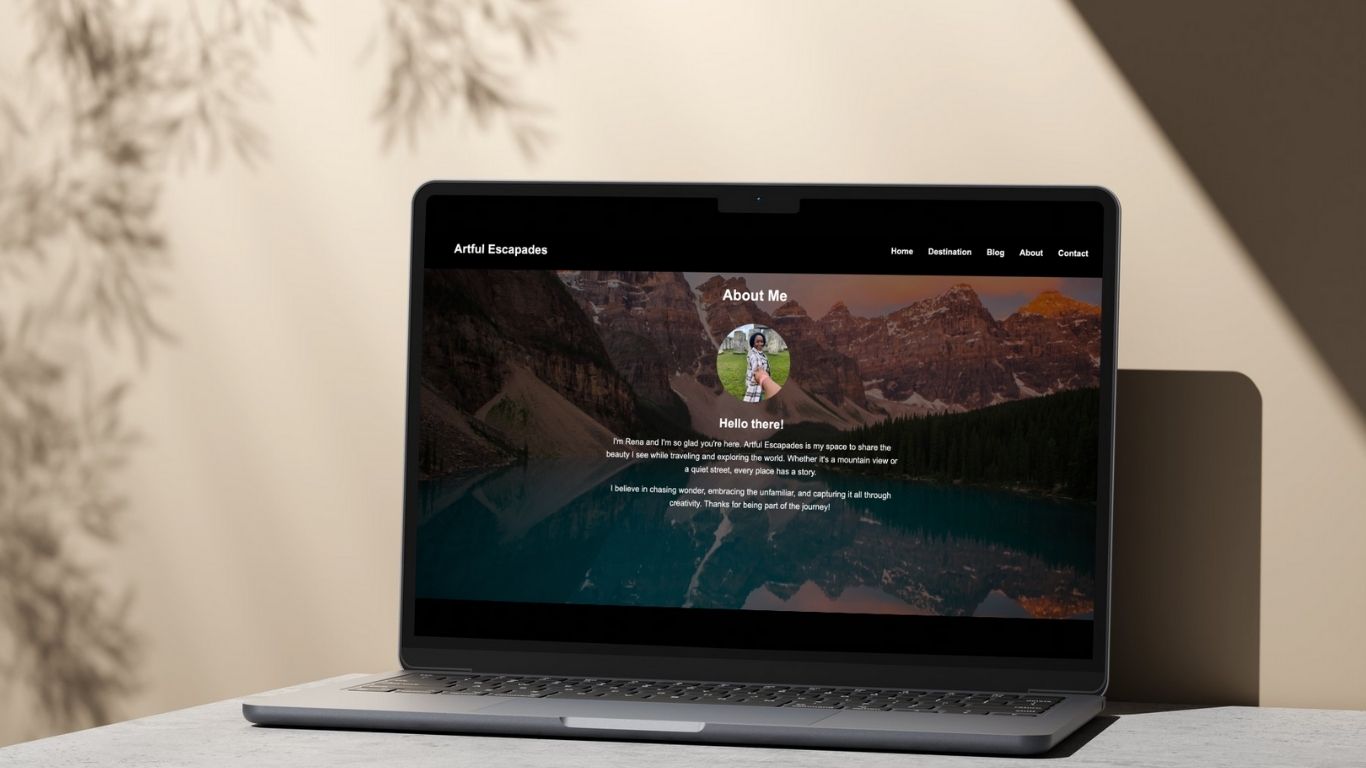 Artful Escapades
Home Destination Blog About Contact
About Me
Hello there!
I'm Rena and I'm so glad you're here. Artful Escapades is my space to share the
beauty I see while traveling and exploring the world. Whether it's a mountain view or
a quiet street, every place has a story.
I believe in chasing wonder, embracing the unfamiliar, and capturing it all through
creativity. Thanks for being part of the journey!